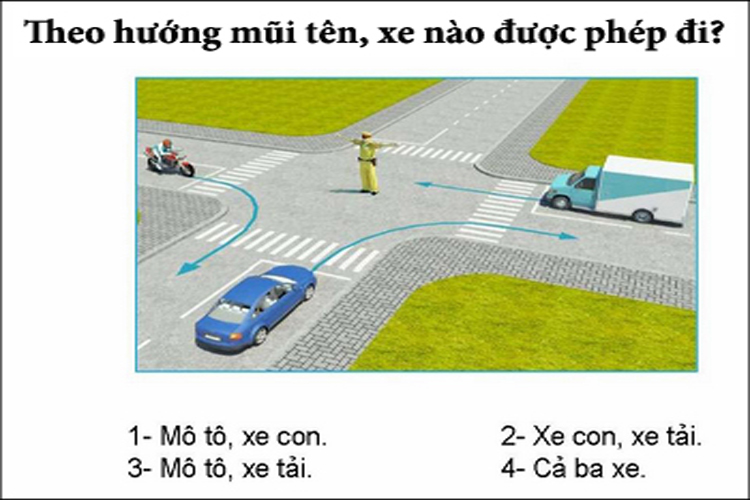 Theo hướng mũi tên, xe nào được phép đi?
1- Mô tô, xe con. 2- Xe con, xe tải.
3- Mô tô, xe tải. 4- Cả ba xe.